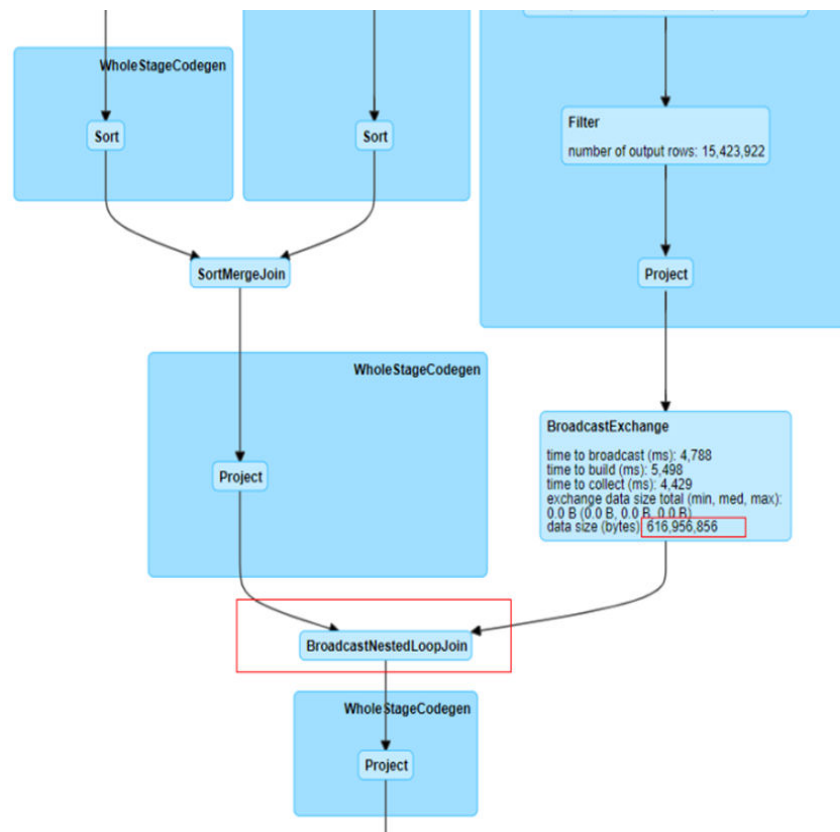 WholeStageCodegen
Sort
Sort
Filter
number of output rows: 15,423,922
SortMergeJoin
Project
WholeStageCodegen
Project
BroadcastExchange
time to broadcast (ms): 4,788
time to build (ms): 5,498
time to collect (ms): 4,429
exchange data size total (min, med, max):
0.0 B (0.0 B, 0.0 B, 0.0 B)
data size (bytes) 616,956,856
BroadcastNestedLoopJoin
WholeStageCodegen
Project